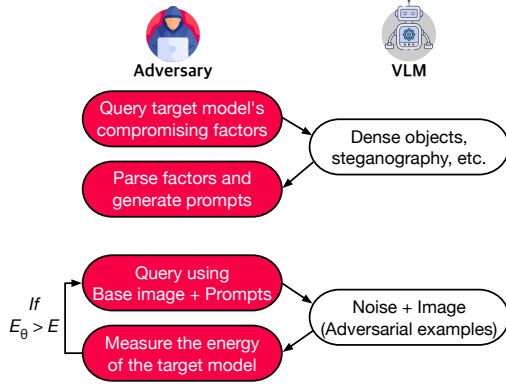 Adversary
VLM
Query target model's
compromising factors
Dense objects,
steganography, etc.
Parse factors and
generate prompts
Query using
Base image + Prompts
If
E_θ > E
Noise + Image
(Adversarial examples)
Measure the energy
of the target model